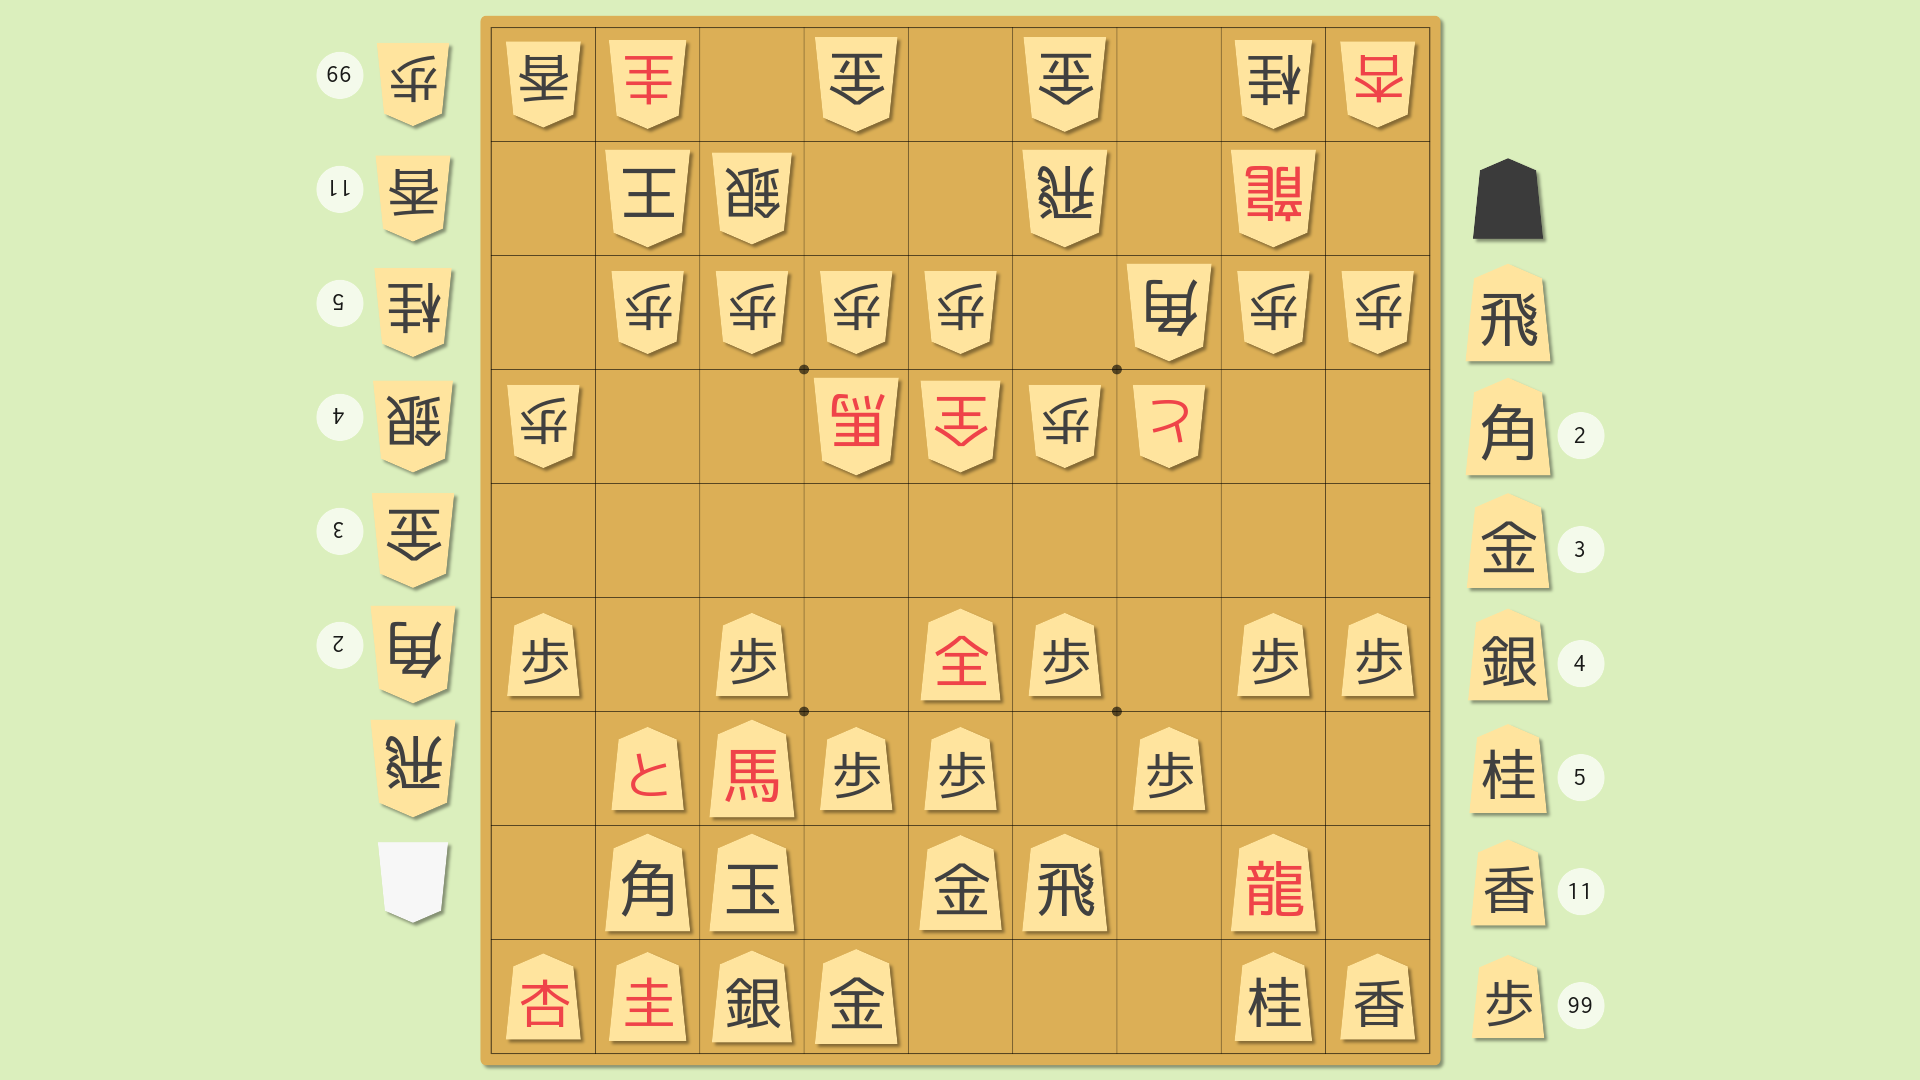 99 歩 香 圭 金 金 桂 杏
11 香 王 銀 飛 龍
5 桂 歩 歩 歩 歩 角 歩 歩 飛
4 銀 歩 馬 全 歩 と 角 2
3 金 金 3
2 角 歩 歩 全 歩 歩 歩 銀 4
飛 と 馬 歩 歩 歩 桂 5
角 玉 金 飛 龍 香 11
杏 圭 銀 金 桂 香 歩 99